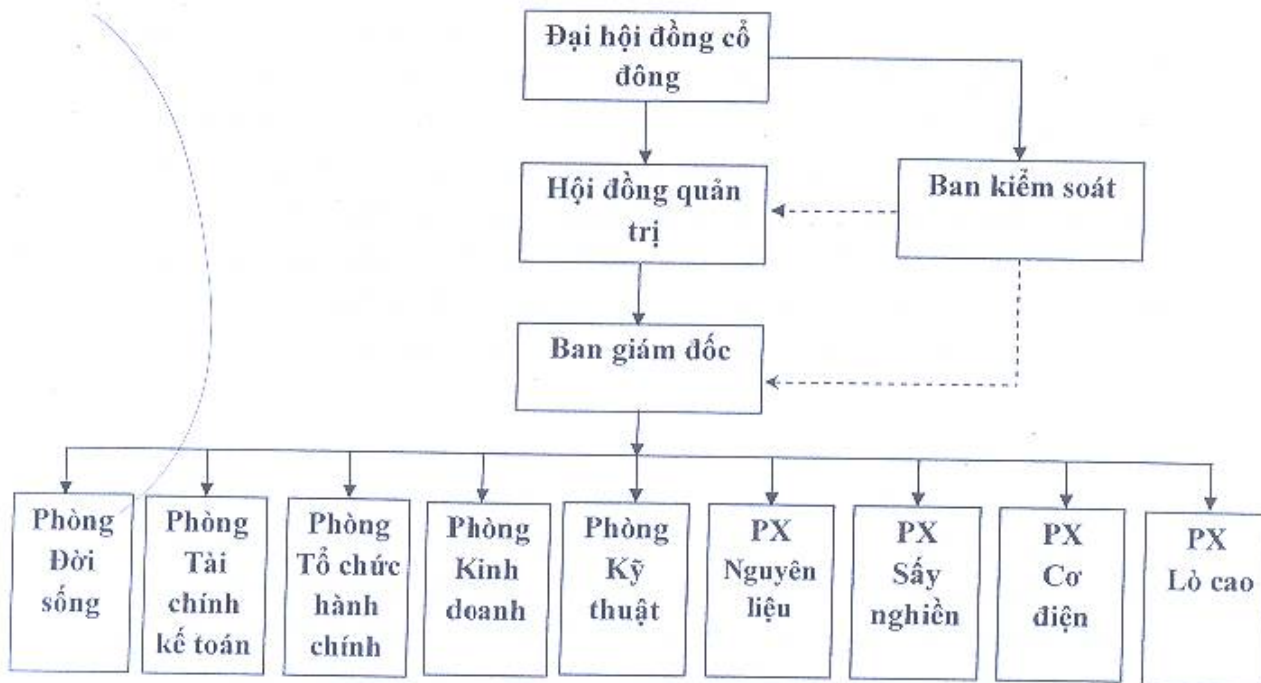 Đại hội đồng cổ
đông
Hội đồng quản
trị
Ban kiểm soát
Ban giám đốc
Phòng
Đời
sống
Phòng
Tài
chính
kế toán
Phòng
Tổ chức
hành
chính
Phòng
Kinh
doanh
Phòng
Kỹ
thuật
PX
Nguyên
liệu
PX
Sấy
nghiền
PX
Cơ
điện
PX
Lò cao